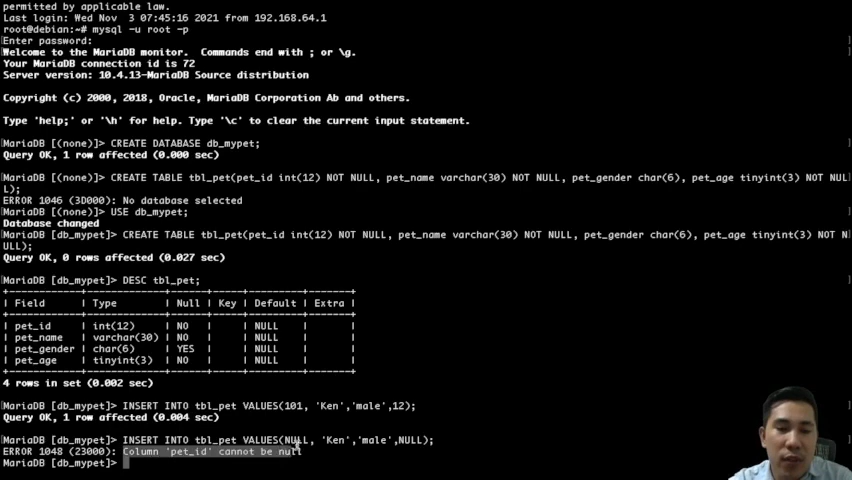 permitted by applicable law.
Last login: Wed Nov  3 07:45:16 2021 from 192.168.64.1
root@debian:~# mysql -u root -p
Enter password:
Welcome to the MariaDB monitor.  Commands end with ; or \g.
Your MariaDB connection id is 72
Server version: 10.4.13-MariaDB Source distribution
Copyright (c) 2000, 2018, Oracle, MariaDB Corporation Ab and others.
Type 'help;' or '\h' for help. Type '\c' to clear the current input statement.
MariaDB [(none)]> CREATE DATABASE db_mypet;
Query OK, 1 row affected (0.000 sec)
MariaDB [(none)]> CREATE TABLE tbl_pet(pet_id int(12) NOT NULL, pet_name varchar(30) NOT NULL, pet_gender char(6), pet_age tinyint(3) NOT NUL
L);
ERROR 1046 (3D000): No database selected
MariaDB [(none)]> USE db_mypet;
Database changed
MariaDB [db_mypet]> CREATE TABLE tbl_pet(pet_id int(12) NOT NULL, pet_name varchar(30) NOT NULL, pet_gender char(6), pet_age tinyint(3) NOT N
ULL);
Query OK, 0 rows affected (0.027 sec)
MariaDB [db_mypet]> DESC tbl_pet;
+------------+-------------+------+-----+---------+-------+
| Field      | Type        | Null | Key | Default | Extra |
+------------+-------------+------+-----+---------+-------+
| pet_id     | int(12)     | NO   |     | NULL    |       |
| pet_name   | varchar(30) | NO   |     | NULL    |       |
| pet_gender | char(6)     | YES  |     | NULL    |       |
| pet_age    | tinyint(3)  | NO   |     | NULL    |       |
+------------+-------------+------+-----+---------+-------+
4 rows in set (0.002 sec)
MariaDB [db_mypet]> INSERT INTO tbl_pet VALUES(101, 'Ken','male',12);
Query OK, 1 row affected (0.004 sec)
MariaDB [db_mypet]> INSERT INTO tbl_pet VALUES(NULL, 'Ken','male',NULL);
ERROR 1048 (23000): Column 'pet_id' cannot be null
MariaDB [db_mypet]>